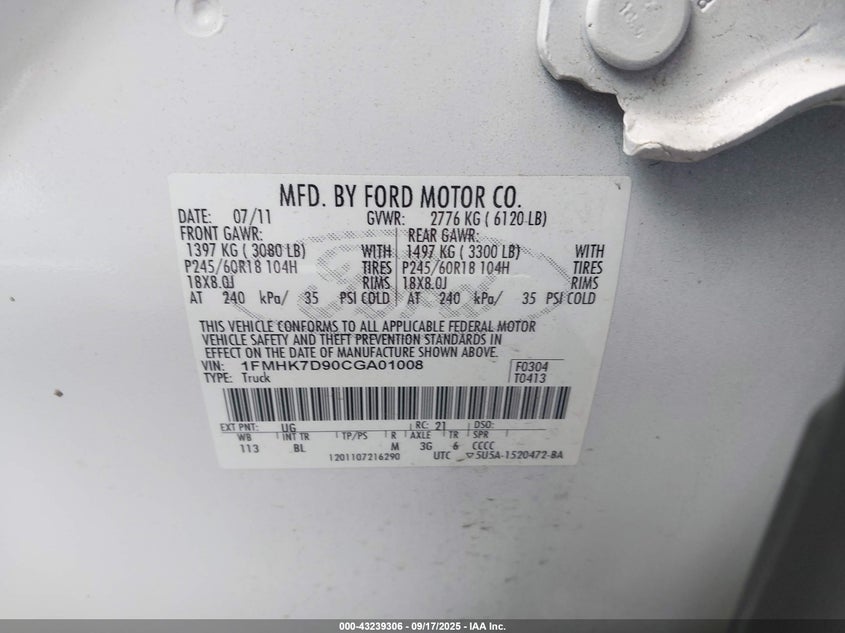 MFD. BY FORD MOTOR CO.
DATE: 07/11 GVWR: 2776 KG ( 6120 LB)
FRONT GAWR: REAR GAWR:
1397 KG ( 3080 LB) WITH 1497 KG ( 3300 LB) WITH
P245/60R18 104H TIRES P245/60R18 104H TIRES
18X8.0J RIMS 18X8.0J RIMS
AT 240 kPa/ 35 PSI COLD AT 240 kPa/ 35 PSI COLD
THIS VEHICLE CONFORMS TO ALL APPLICABLE FEDERAL MOTOR
VEHICLE SAFETY AND THEFT PREVENTION STANDARDS IN
EFFECT ON THE DATE OF MANUFACTURE SHOWN ABOVE.
VIN: 1FMHK7D90CGA01008 F0304
TYPE: Truck T0413
EXT PNT: UG RC: 21 DSO:
WB INT TR TP/PS R AXLE TR SPR
113 BL M 3G 6 CCCC
1201107216290 UTC ▽5U5A-1520472-BA
000-43239306 - 09/17/2025 - IAA Inc.